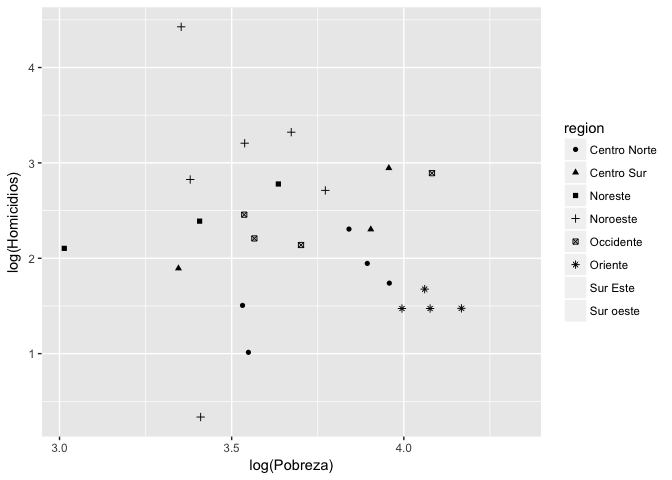 4
3
2
1
log(Homicidios)
3.0
3.5
4.0
log(Pobreza)
region
Centro Norte
Centro Sur
Noreste
Noroeste
Occidente
Oriente
Sur Este
Sur oeste